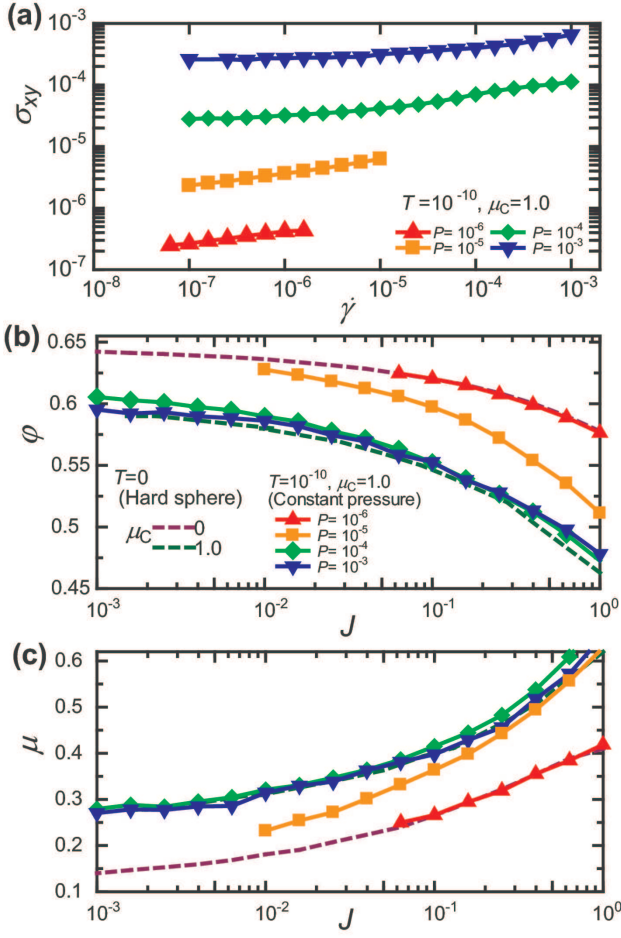 (a)
10⁻³
10⁻⁴
10⁻⁵
10⁻⁶
10⁻⁷
σxy
T = 10⁻¹⁰, μC=1.0
P= 10⁻⁶ P= 10⁻⁴
P= 10⁻⁵ P= 10⁻³
10⁻⁸ 10⁻⁷ 10⁻⁶ 10⁻⁵ 10⁻⁴ 10⁻³
γ̇
(b)
0.65
0.6
0.55
0.5
0.45
φ
T=0
(Hard sphere)
μC 0
1.0
T=10⁻¹⁰, μC=1.0
(Constant pressure)
P= 10⁻⁶
P= 10⁻⁵
P= 10⁻⁴
P= 10⁻³
10⁻³ 10⁻² 10⁻¹ 10⁰
J
(c)
0.6
0.5
0.4
0.3
0.2
0.1
μ
10⁻³ 10⁻² 10⁻¹ 10⁰
J